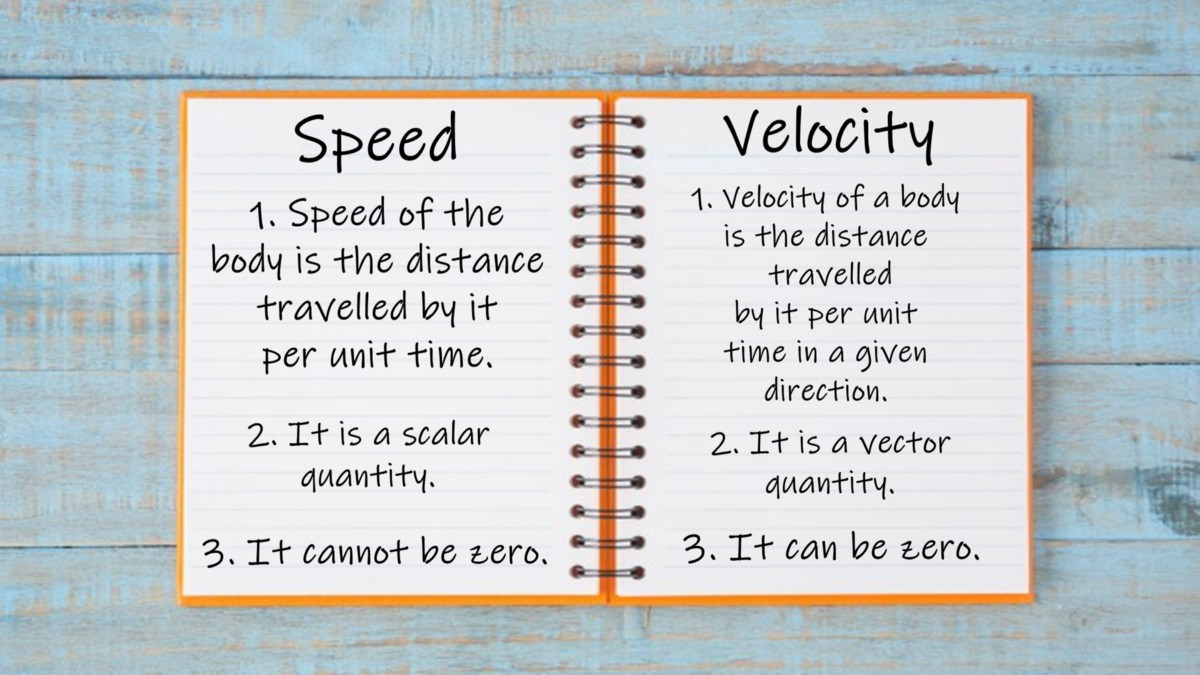 Speed
1. Speed of the
body is the distance
travelled by it
per unit time.
2. It is a scalar
quantity.
3. It cannot be zero.
Velocity
1. Velocity of a body
is the distance
travelled
by it per unit
time in a given
direction.
2. It is a vector
quantity.
3. It can be zero.